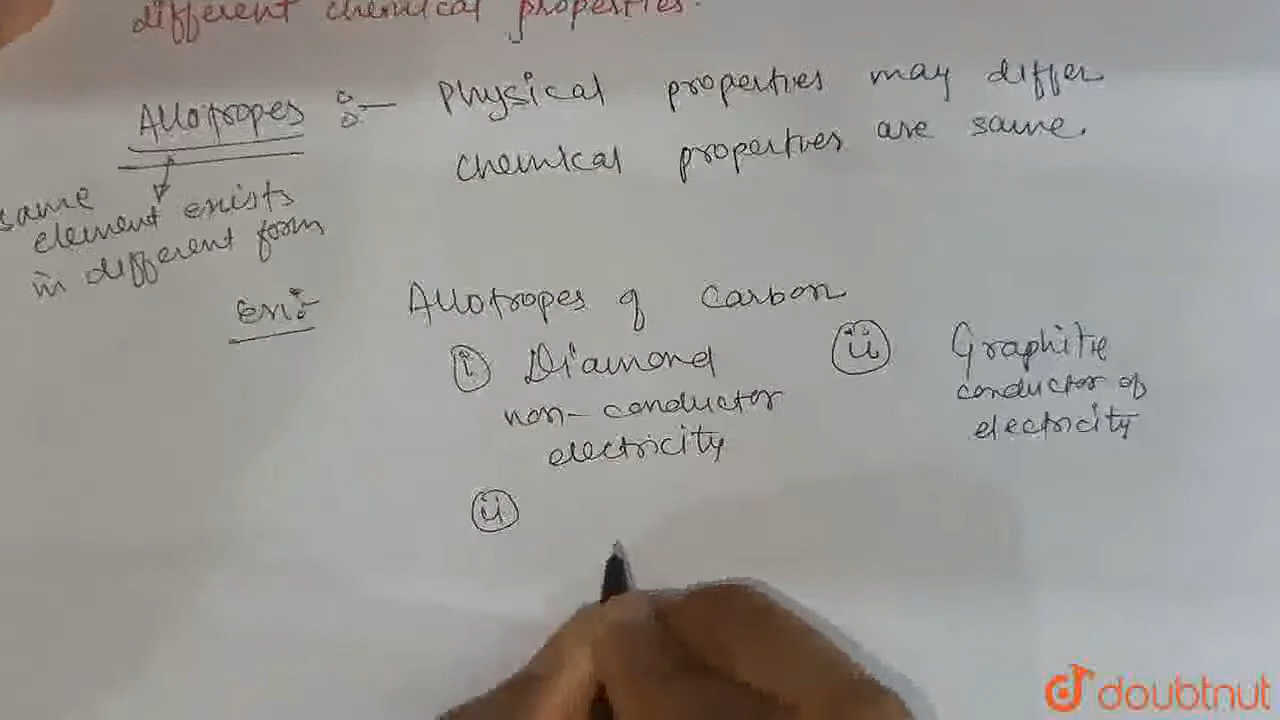 different chemical properties.
Allotropes :- Physical properties may differ
chemical properties are same.
same
element exists
in different form
Ex:- Allotropes of Carbon
(i) Diamond
non-conductor
electricity
(ii) Graphite
conductor of
electricity
(ii)
doubtnut